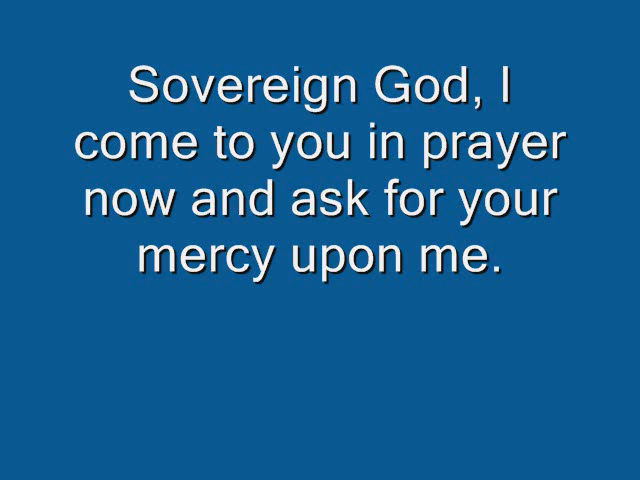 Sovereign God, I
come to you in prayer
now and ask for your
mercy upon me.